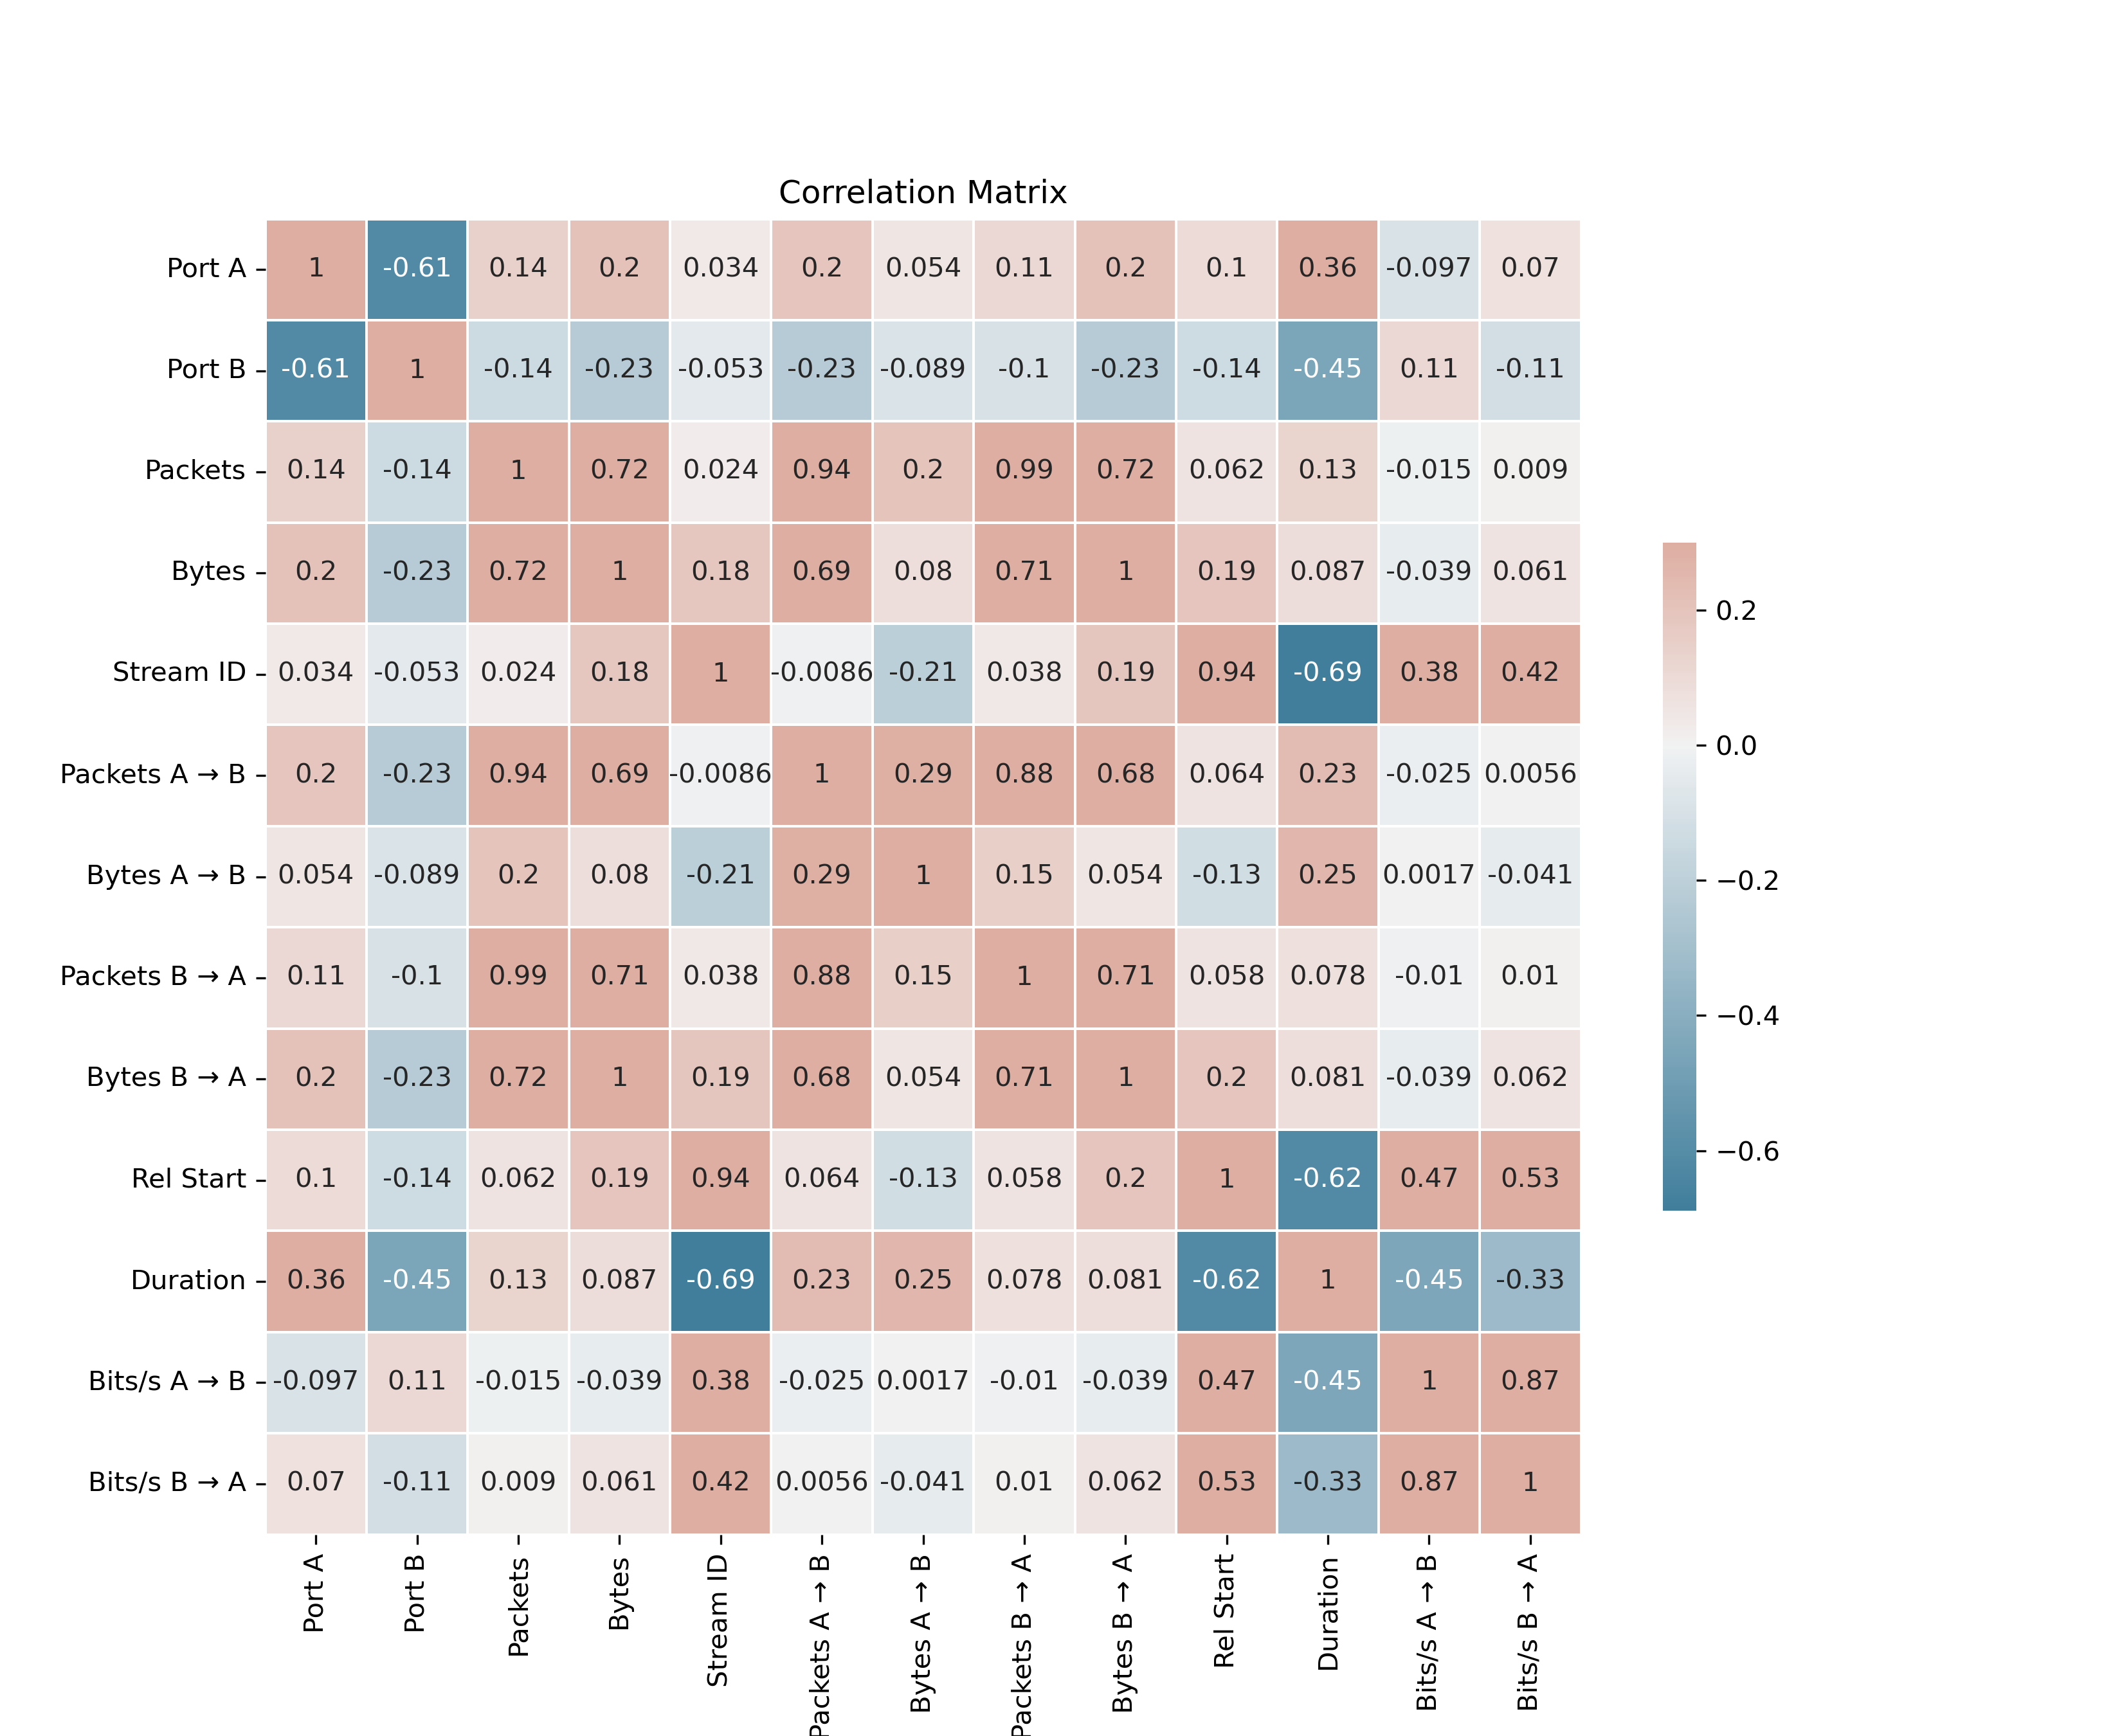 Correlation Matrix
Port A 1 -0.61 0.14 0.2 0.034 0.2 0.054 0.11 0.2 0.1 0.36 -0.097 0.07
Port B -0.61 1 -0.14 -0.23 -0.053 -0.23 -0.089 -0.1 -0.23 -0.14 -0.45 0.11 -0.11
Packets 0.14 -0.14 1 0.72 0.024 0.94 0.2 0.99 0.72 0.062 0.13 -0.015 0.009
Bytes 0.2 -0.23 0.72 1 0.18 0.69 0.08 0.71 1 0.19 0.087 -0.039 0.061
Stream ID 0.034 -0.053 0.024 0.18 1 -0.0086 -0.21 0.038 0.19 0.94 -0.69 0.38 0.42
Packets A → B 0.2 -0.23 0.94 0.69 -0.0086 1 0.29 0.88 0.68 0.064 0.23 -0.025 0.0056
Bytes A → B 0.054 -0.089 0.2 0.08 -0.21 0.29 1 0.15 0.054 -0.13 0.25 0.0017 -0.041
Packets B → A 0.11 -0.1 0.99 0.71 0.038 0.88 0.15 1 0.71 0.058 0.078 -0.01 0.01
Bytes B → A 0.2 -0.23 0.72 1 0.19 0.68 0.054 0.71 1 0.2 0.081 -0.039 0.062
Rel Start 0.1 -0.14 0.062 0.19 0.94 0.064 -0.13 0.058 0.2 1 -0.62 0.47 0.53
Duration 0.36 -0.45 0.13 0.087 -0.69 0.23 0.25 0.078 0.081 -0.62 1 -0.45 -0.33
Bits/s A → B -0.097 0.11 -0.015 -0.039 0.38 -0.025 0.0017 -0.01 -0.039 0.47 -0.45 1 0.87
Bits/s B → A 0.07 -0.11 0.009 0.061 0.42 0.0056 -0.041 0.01 0.062 0.53 -0.33 0.87 1
Port A
Port B
Packets
Bytes
Stream ID
Packets A → B
Bytes A → B
Packets B → A
Bytes B → A
Rel Start
Duration
Bits/s A → B
Bits/s B → A
0.2
0.0
−0.2
−0.4
−0.6